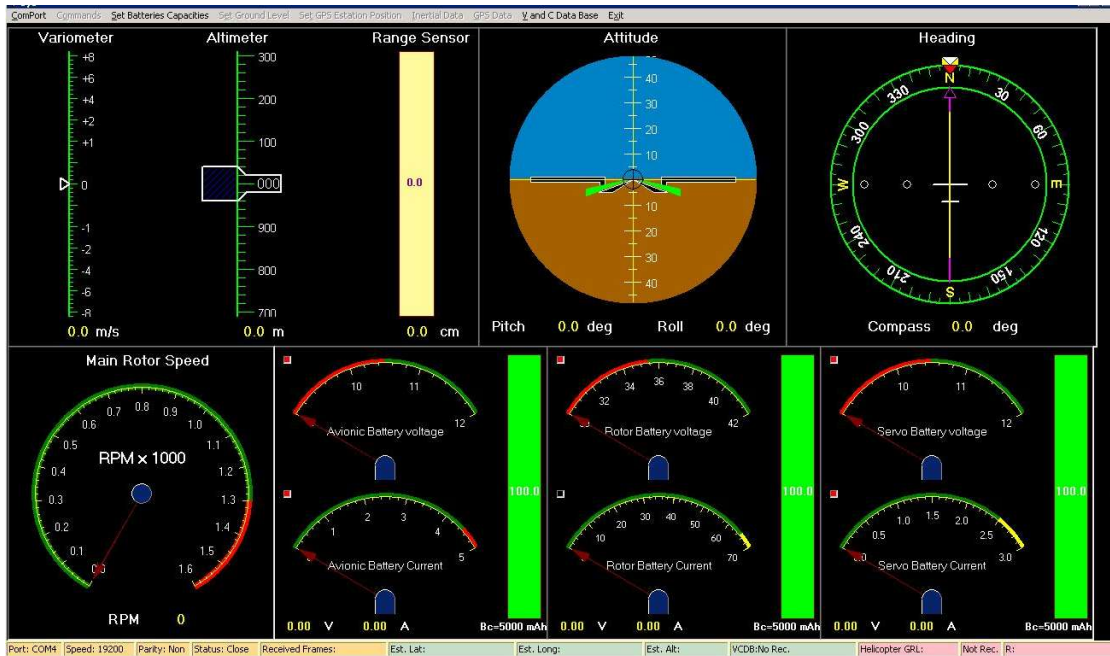 ComPort Commands Set Batteries Capacities Set Ground Level Set GPS Estation Position Inertial Data GPS Data V and C Data Base Exit
Variometer
+8
+6
+4
+2
+1
0
-1
-2
-4
-6
-8
0.0 m/s
Altimeter
300
200
100
000
900
800
700
0.0 m
Range Sensor
0.0
0.0 cm
Attitude
40
30
20
10
10
20
30
40
Pitch 0.0 deg Roll 0.0 deg
Heading
N
30
60
E
120
150
S
210
240
W
300
330
Compass 0.0 deg
Main Rotor Speed
RPM x 1000
0.0
0.1
0.2
0.3
0.4
0.5
0.6
0.7
0.8
0.9
1.0
1.1
1.2
1.3
1.4
1.5
1.6
RPM 0
10 11 12
Avionic Battery voltage
1 2 3 4 5
Avionic Battery Current
100.0
0.00 V 0.00 A Bc=5000 mAh
32 34 36 38 40 42
Rotor Battery voltage
10 20 30 40 50 60 70
Rotor Battery Current
100.0
0.00 V 0.00 A Bc=5000 mAh
10 11 12
Servo Battery voltage
0.5 1.0 1.5 2.0 2.5 3.0
Servo Battery Current
100.0
0.00 V 0.00 A Bc=5000 mAh
Port: COM4 Speed: 19200 Parity: Non Status: Close Received Frames: Est. Lat: Est. Long: Est. Alt: VCDB:No Rec. Helicopter GRL: Not Rec. R: